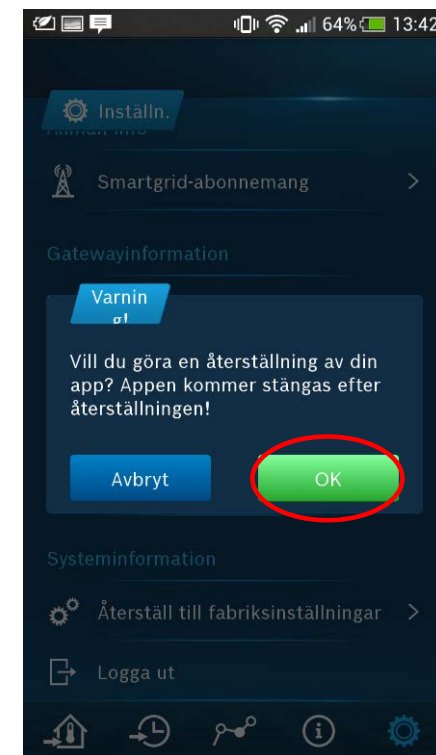 64% 13:42
Inställn.
Smartgrid-abonnemang
Gatewayinformation
Varnin
g!
Vill du göra en återställning av din
app? Appen kommer stängas efter
återställningen!
Avbryt OK
Systeminformation
Återställ till fabriksinställningar
Logga ut